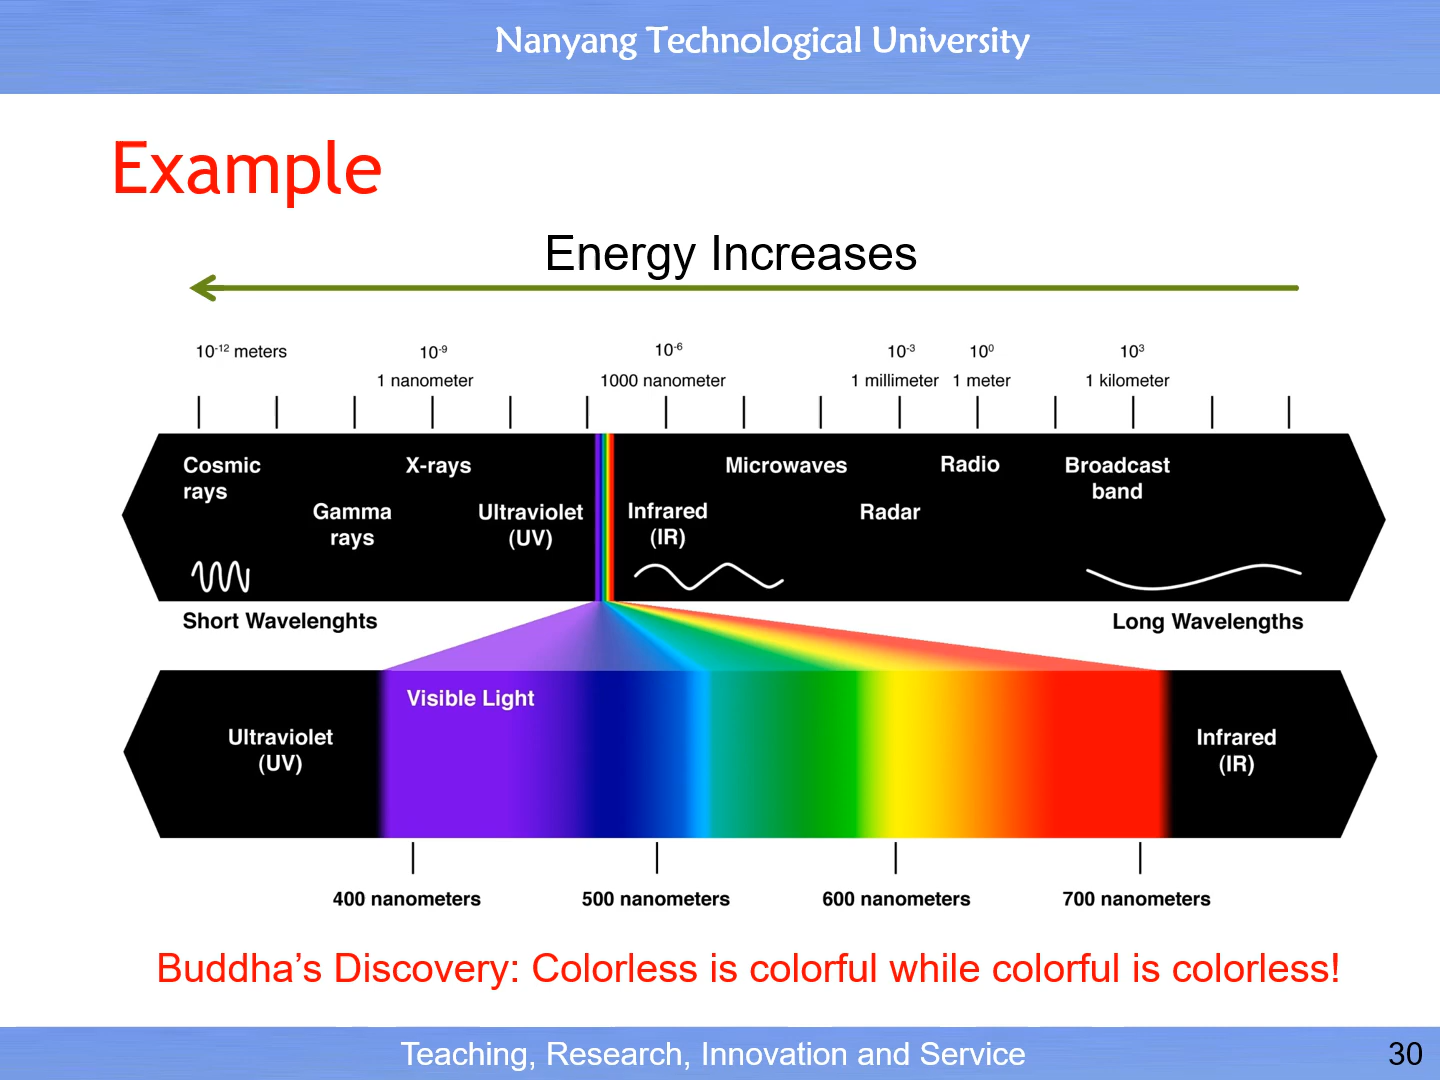 Nanyang Technological University
Example
Energy Increases
10⁻¹² meters
10⁻⁹
1 nanometer
10⁻⁶
1000 nanometer
10⁻³
1 millimeter
10⁰
1 meter
10³
1 kilometer
Cosmic
rays
Gamma
rays
X-rays
Ultraviolet
(UV)
Infrared
(IR)
Microwaves
Radar
Radio
Broadcast
band
Short Wavelenghts
Long Wavelengths
Ultraviolet
(UV)
Visible Light
Infrared
(IR)
400 nanometers
500 nanometers
600 nanometers
700 nanometers
Buddha’s Discovery: Colorless is colorful while colorful is colorless!
Teaching, Research, Innovation and Service
30